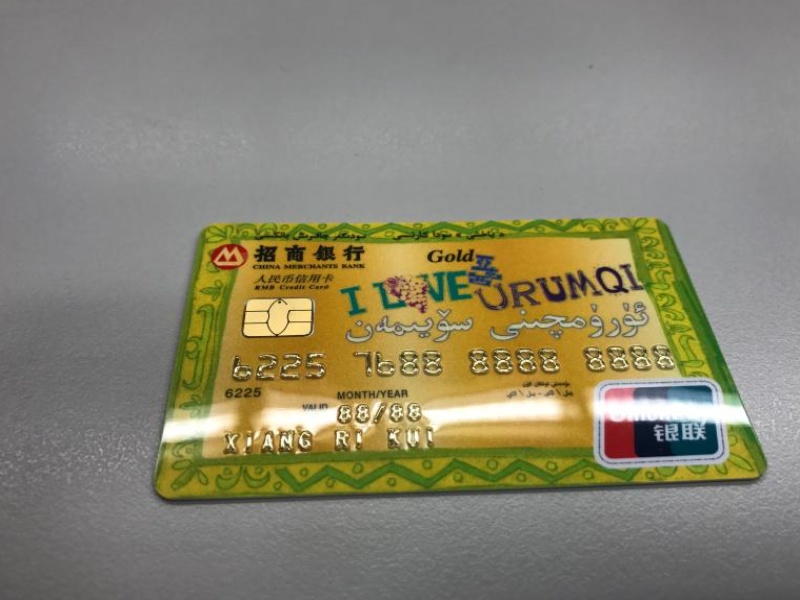 招商銀行
CHINA MERCHANTS BANK
人民币信用卡
RMB Credit Card
Gold
I LOVE URUMQI
ئۈرۈمچىنى سۆيىمەن
6225 7688 8888 8888
6225
MONTH/YEAR
VALID 88/88
XIANG RI KUI
UnionPay
银联